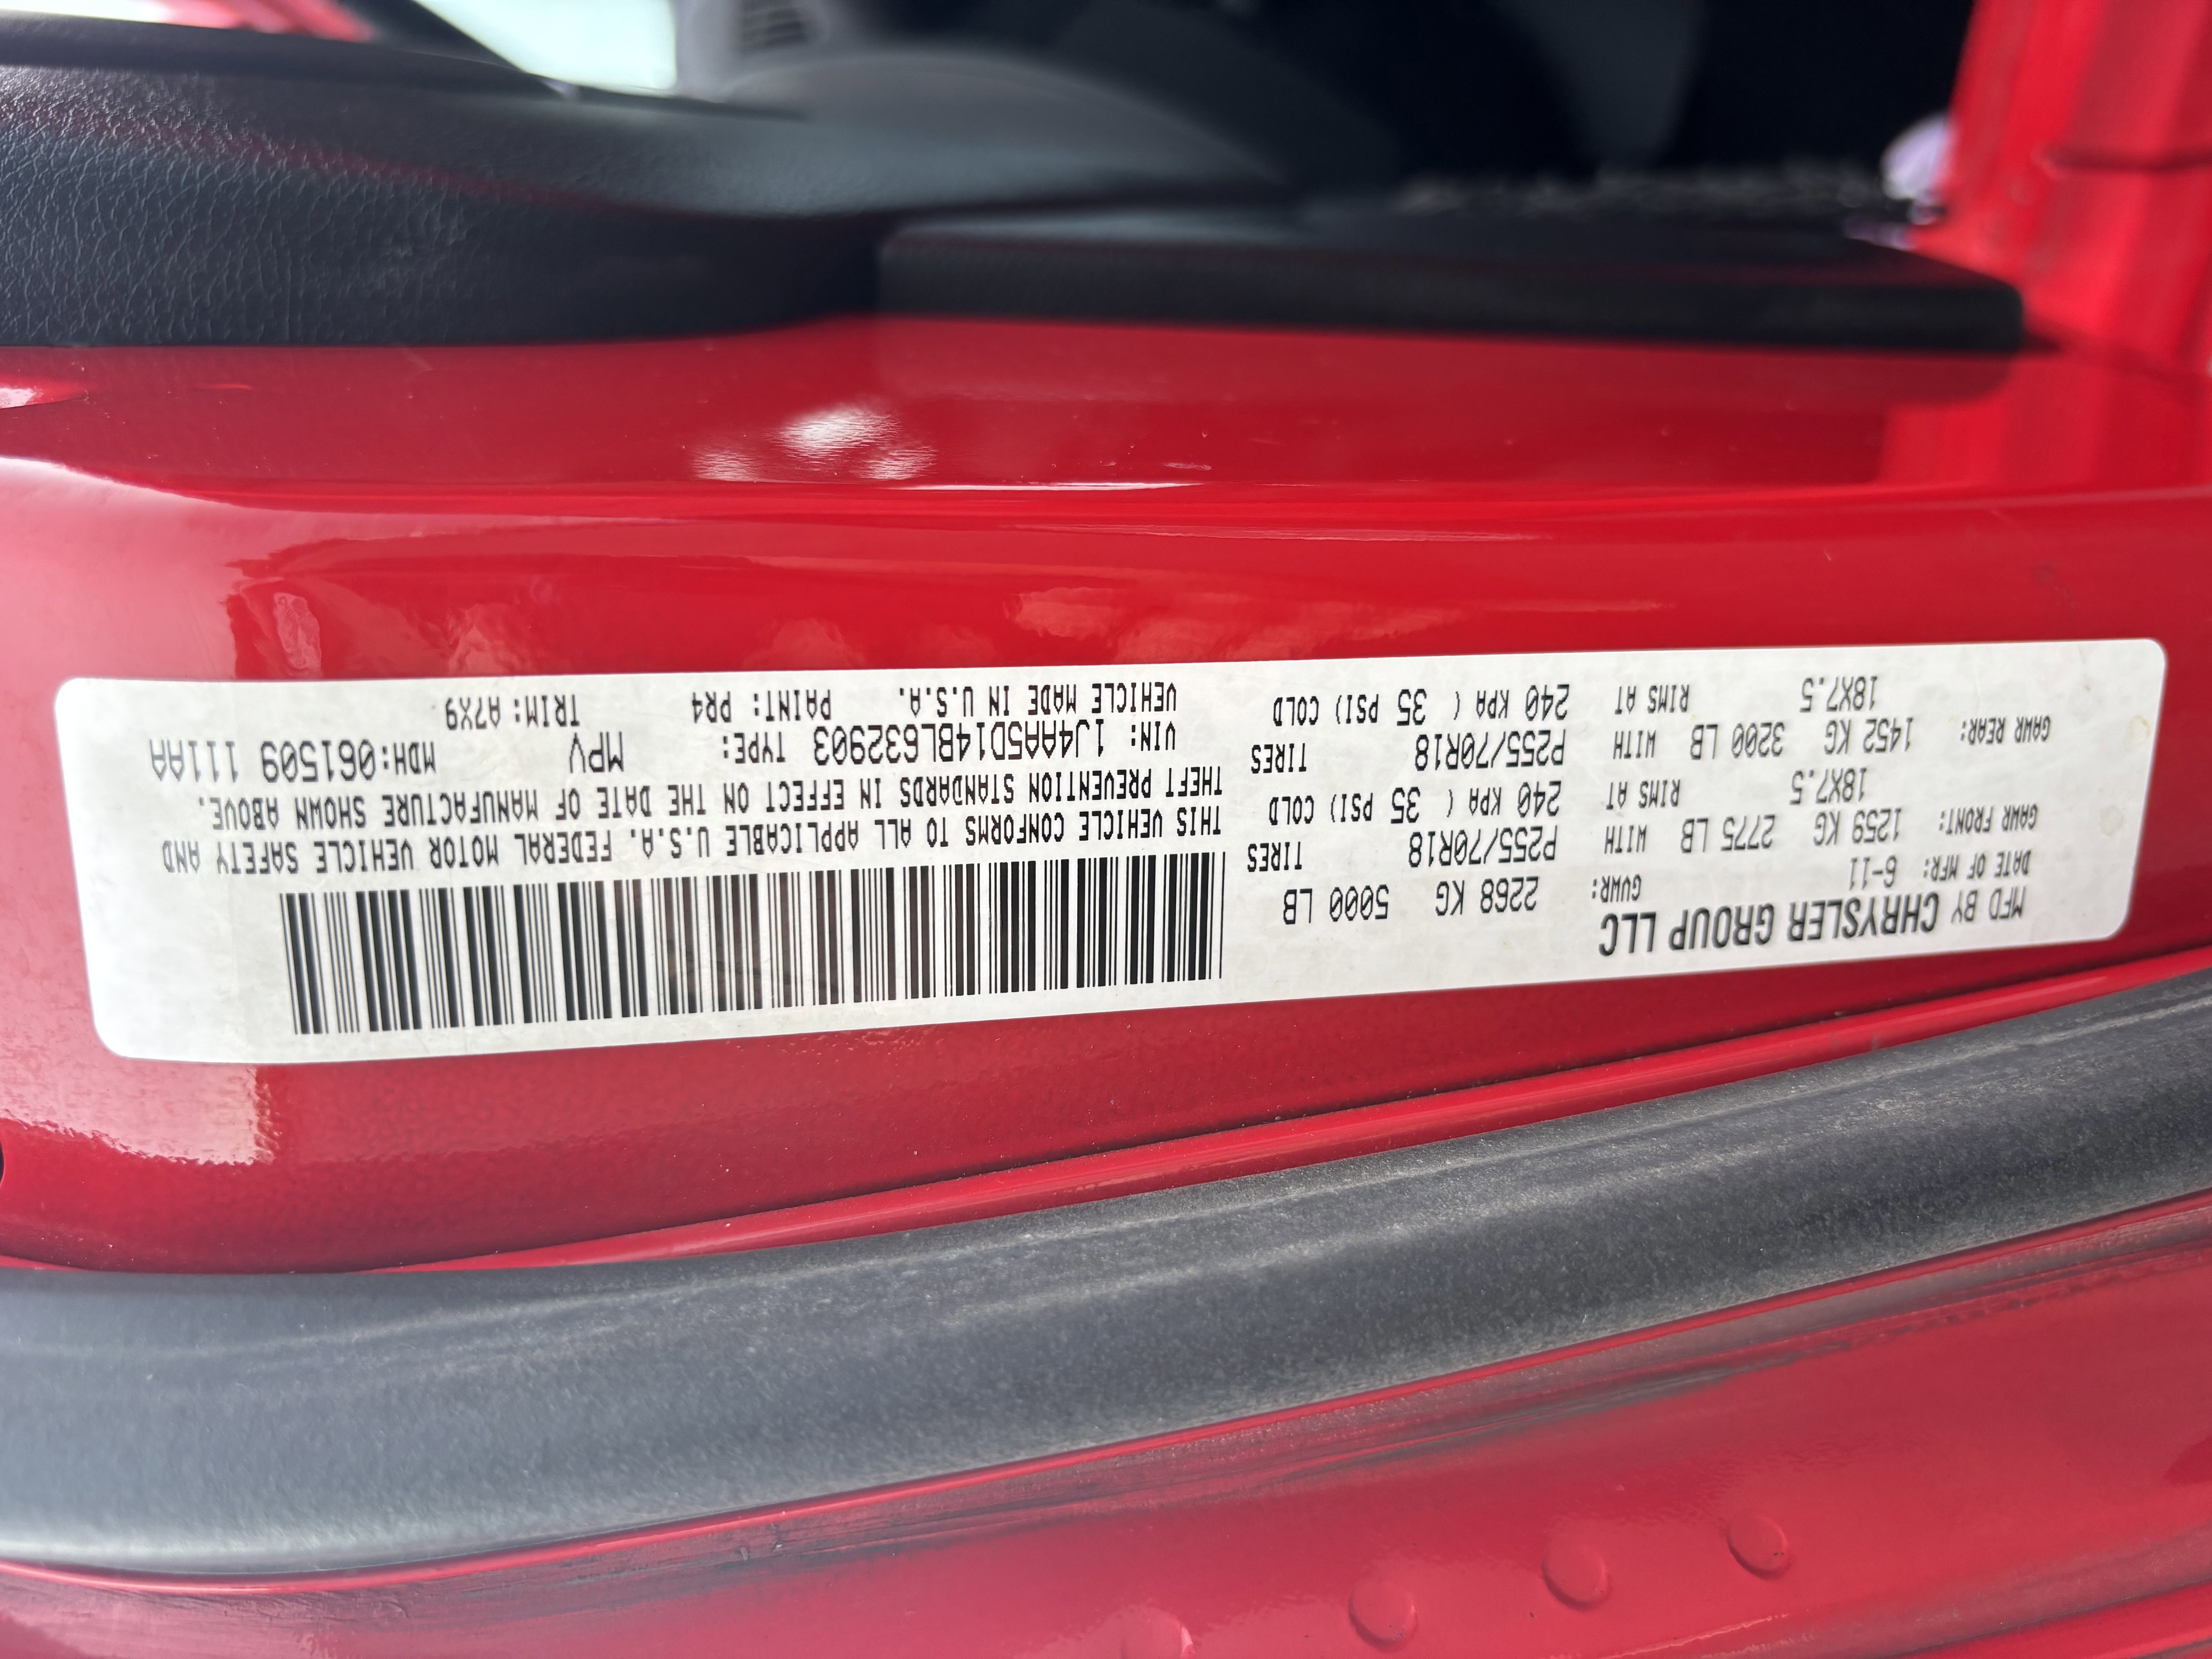 MFD BY CHRYSLER GROUP LLC
DATE OF MFR: 6-11 GVWR: 2268 KG 5000 LB
GAWR FRONT: 1259 KG 2775 LB WITH P255/70R18 TIRES
18X7.5 RIMS AT 240 KPA ( 35 PSI) COLD
GAWR REAR: 1452 KG 3200 LB WITH P255/70R18 TIRES
18X7.5 RIMS AT 240 KPA ( 35 PSI) COLD
THIS VEHICLE CONFORMS TO ALL APPLICABLE U.S.A. FEDERAL MOTOR VEHICLE SAFETY AND
THEFT PREVENTION STANDARDS IN EFFECT ON THE DATE OF MANUFACTURE SHOWN ABOVE.
VIN: 1J4AA5D14BL632903 TYPE: MPV MDH:061509 111AA
VEHICLE MADE IN U.S.A. PAINT: PR4 TRIM: A7X9